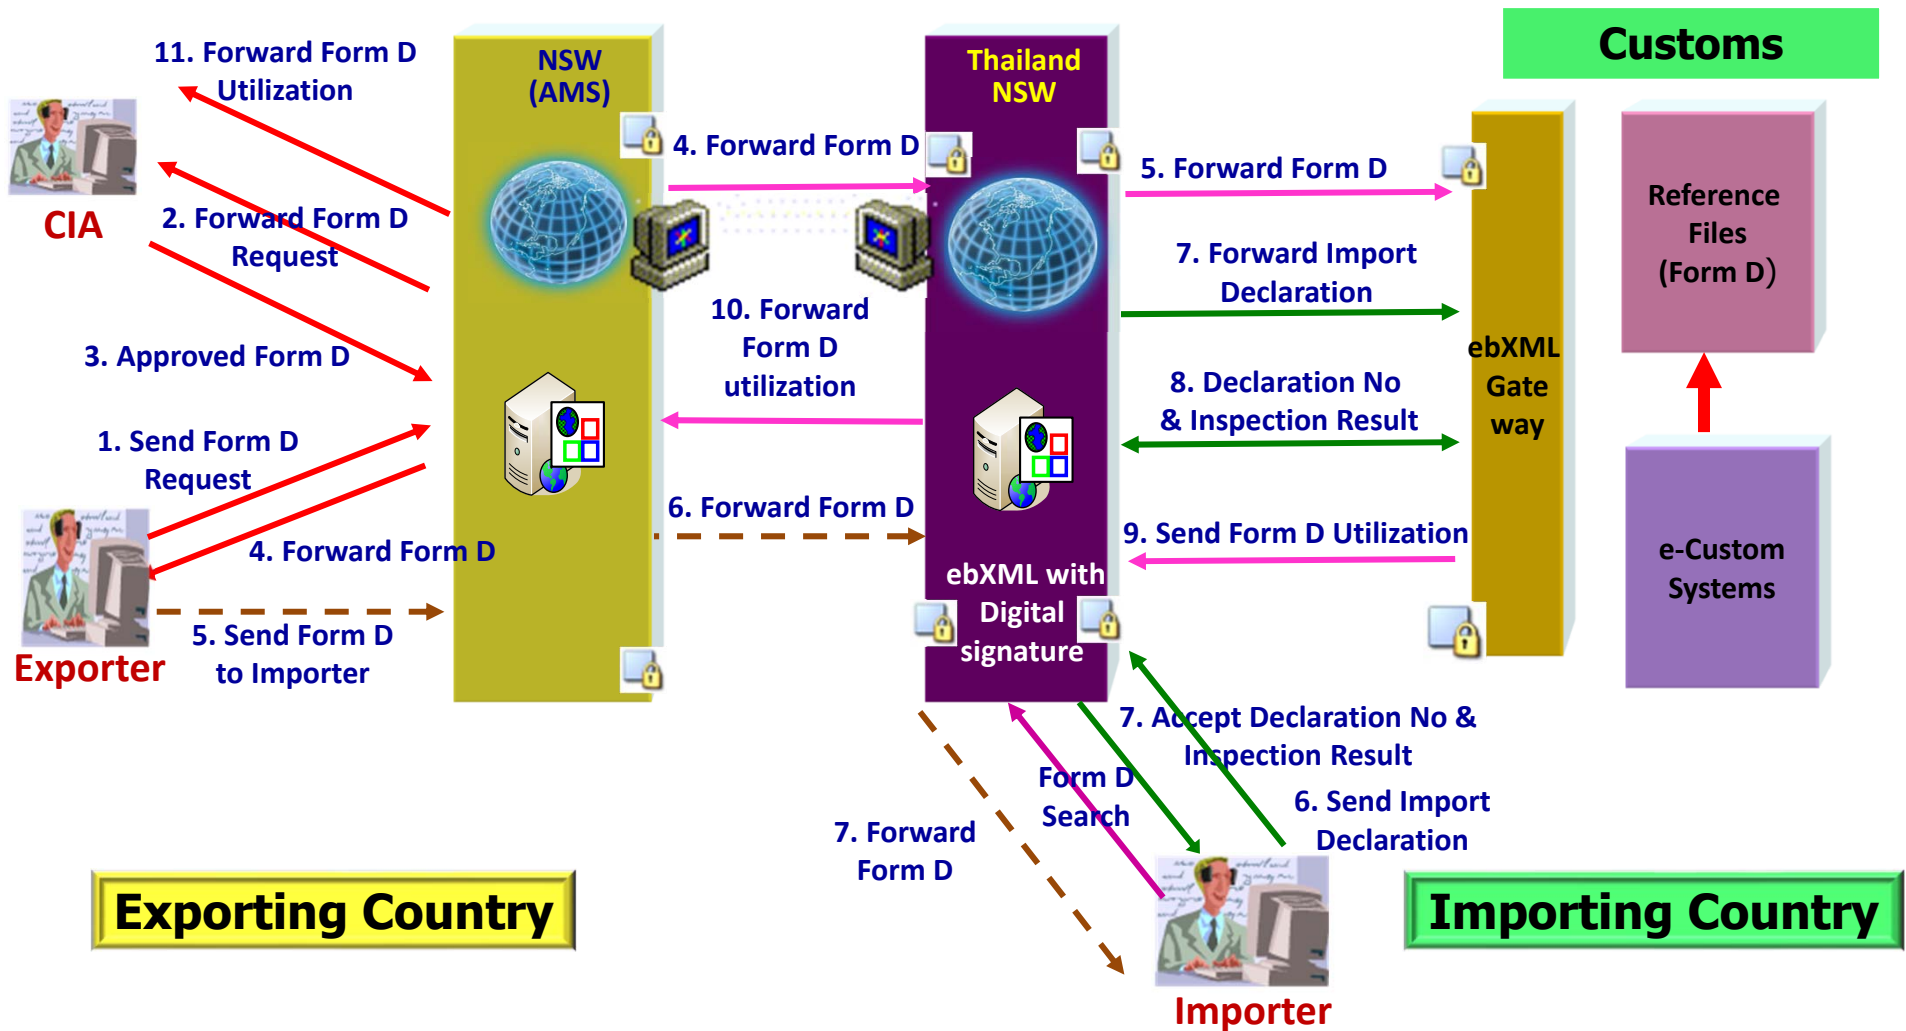 11. Forward Form D
Utilization
NSW
(AMS)
Thailand
NSW
Customs
4. Forward Form D
5. Forward Form D
CIA
2. Forward Form D
Request
Reference
Files
(Form D)
7. Forward Import
Declaration
10. Forward
Form D
utilization
3. Approved Form D
ebXML
Gate
way
8. Declaration No
& Inspection Result
1. Send Form D
Request
6. Forward Form D
9. Send Form D Utilization
4. Forward Form D
e-Custom
Systems
ebXML with
Digital
signature
5. Send Form D
to Importer
Exporter
7. Accept Declaration No &
Inspection Result
Form D
Search
6. Send Import
Declaration
7. Forward
Form D
Exporting Country
Importing Country
Importer